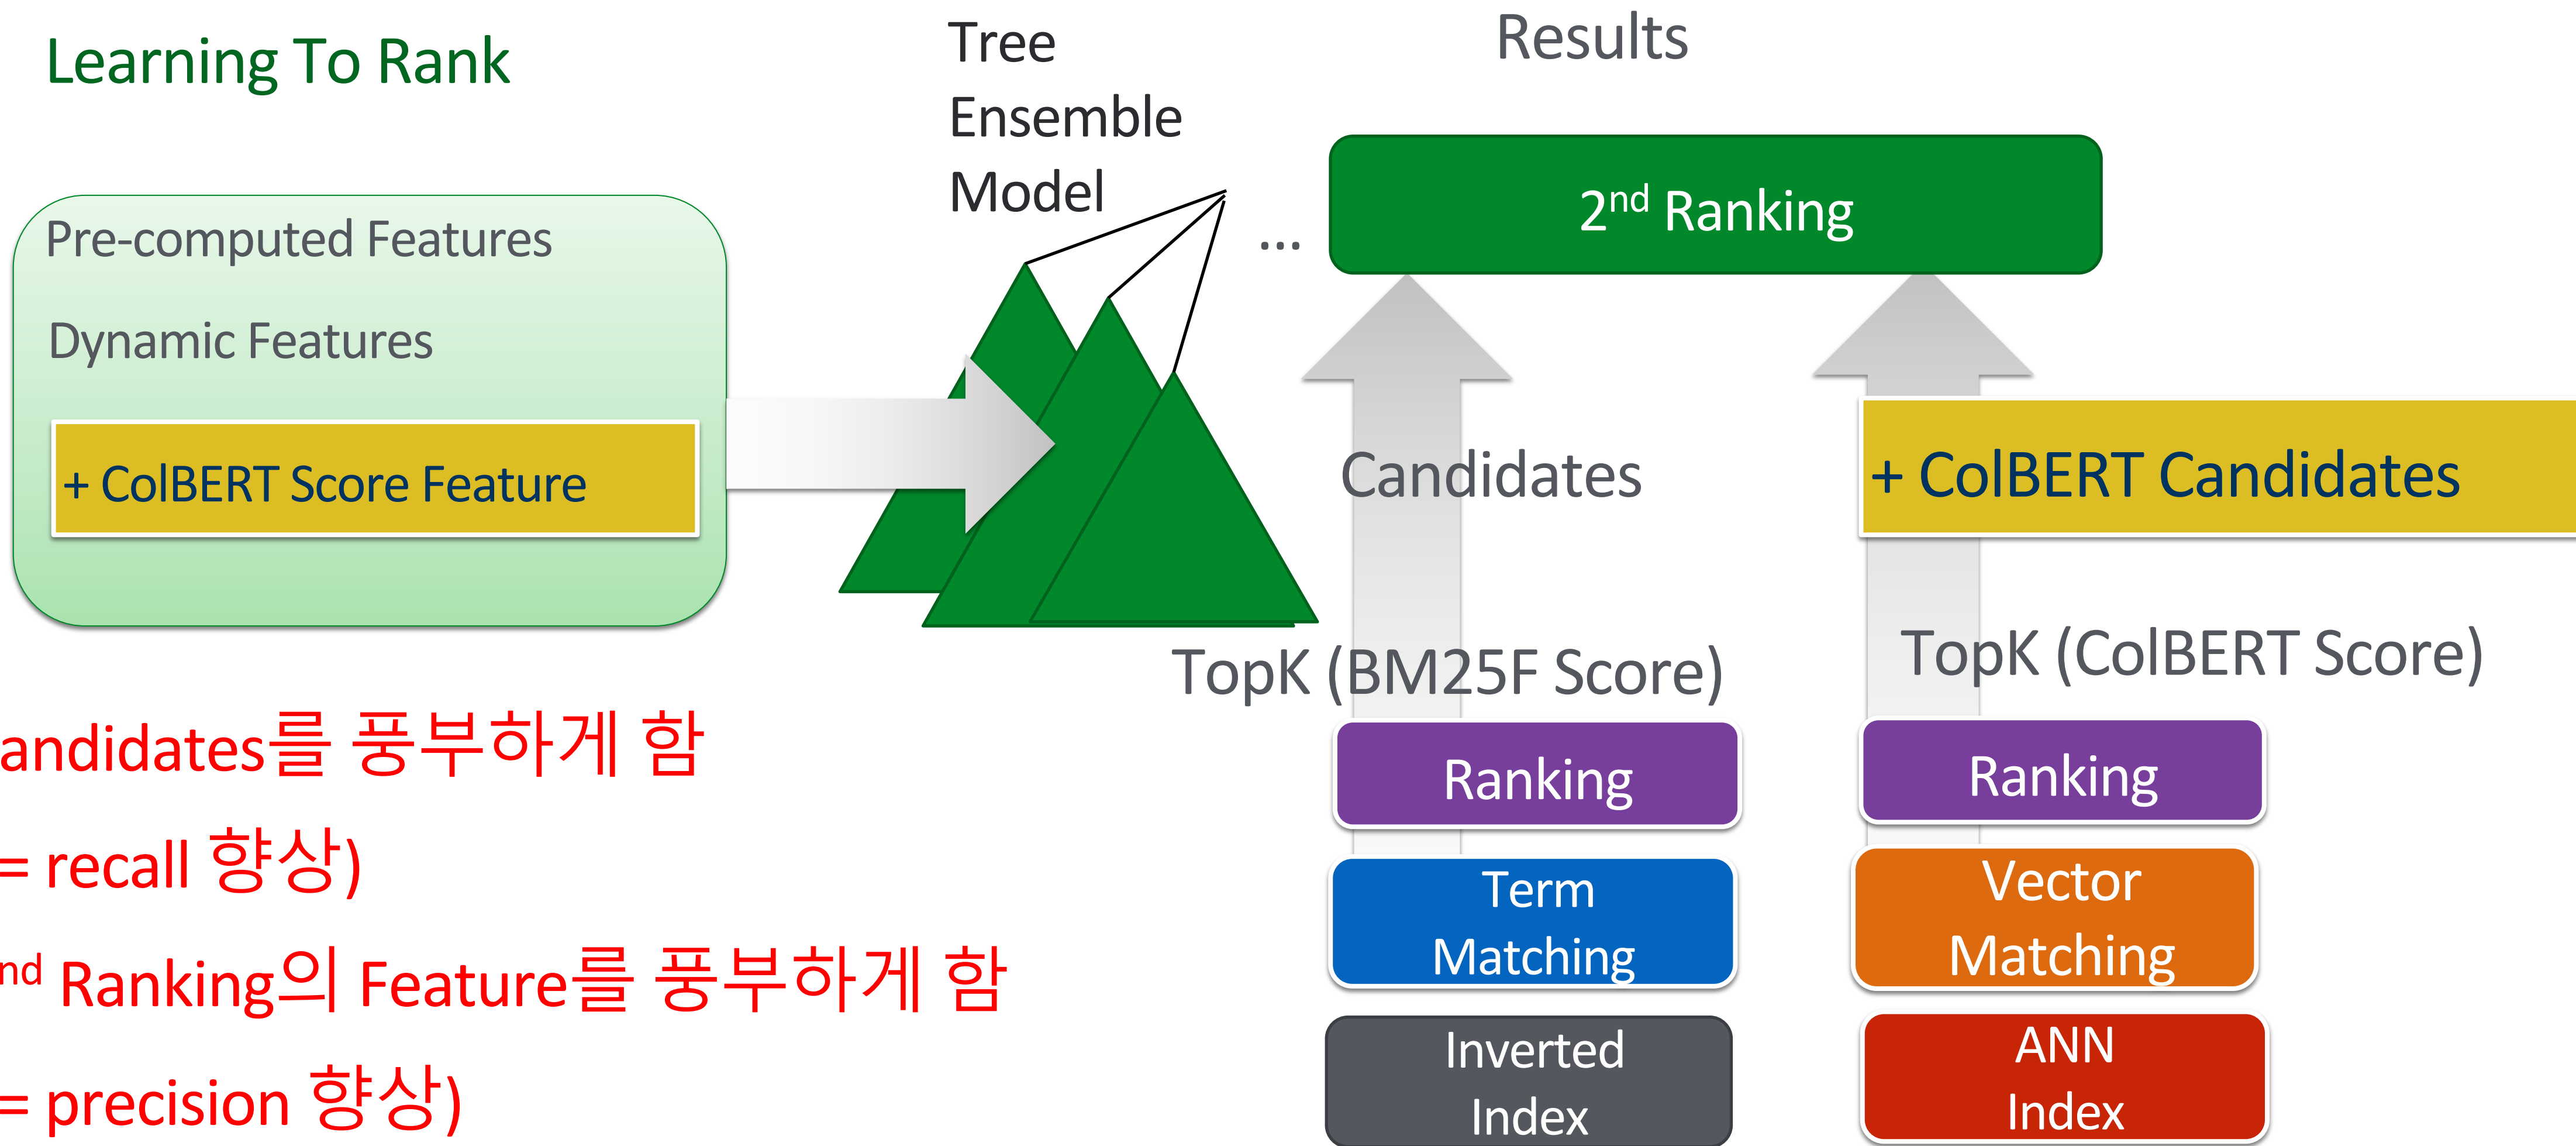 Learning To Rank
Pre-computed Features
Dynamic Features
+ ColBERT Score Feature
Tree
Ensemble
Model
...
Results
2nd Ranking
Candidates
+ ColBERT Candidates
TopK (BM25F Score)
TopK (ColBERT Score)
Ranking
Ranking
Term
Matching
Vector
Matching
Inverted
Index
ANN
Index
andidates를 풍부하게 함
= recall 향상)
nd Ranking의 Feature를 풍부하게 함
= precision 향상)